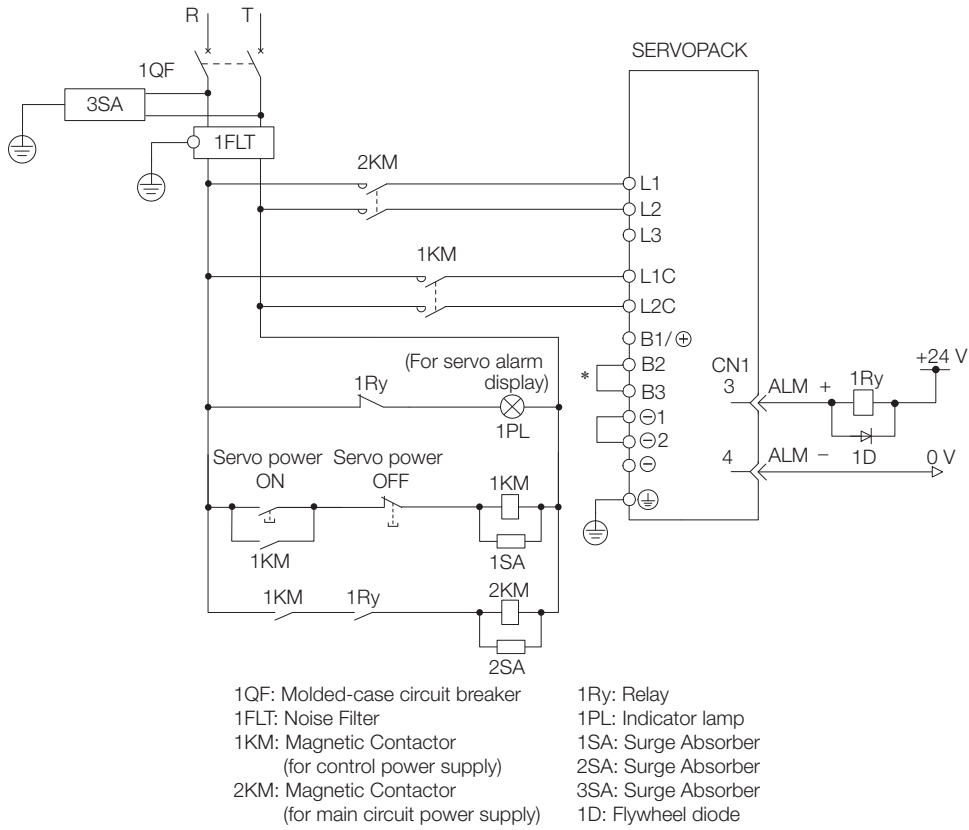 R T
SERVOPACK
1QF
3SA
1FLT
2KM
L1
L2
L3
1KM
L1C
L2C
B1/⊕
(For servo alarm
display)
1Ry
1PL
* B2
B3
⊖1
⊖2
⊖
CN1
3 ALM +
1Ry
+24 V
1D
4 ALM −
0 V
Servo power
ON
Servo power
OFF
1KM
1KM
1SA
1KM 1Ry 2KM
2SA
1QF: Molded-case circuit breaker
1FLT: Noise Filter
1KM: Magnetic Contactor
(for control power supply)
2KM: Magnetic Contactor
(for main circuit power supply)
1Ry: Relay
1PL: Indicator lamp
1SA: Surge Absorber
2SA: Surge Absorber
3SA: Surge Absorber
1D: Flywheel diode